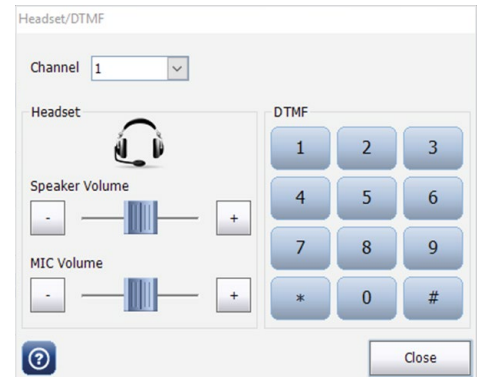 Headset/DTMF
Channel 1
Headset
Speaker Volume
- +
MIC Volume
- +
DTMF
1 2 3
4 5 6
7 8 9
* 0 #
? Close